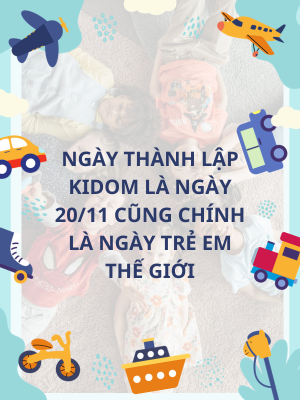 NGÀY THÀNH LẬP
KIDOM LÀ NGÀY
20/11 CŨNG CHÍNH
LÀ NGÀY TRẺ EM
THẾ GIỚI